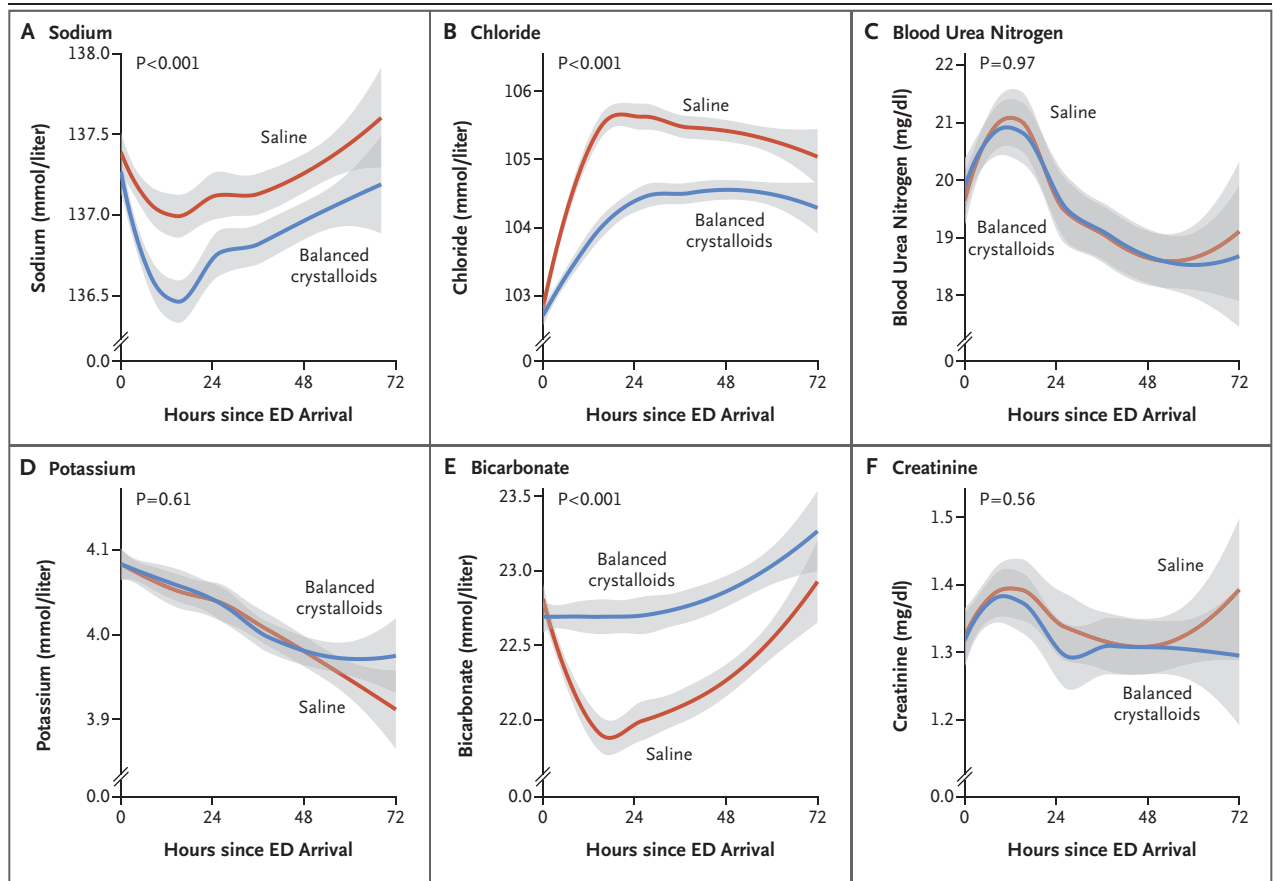 A Sodium
138.0
137.5
137.0
136.5
0.0
Sodium (mmol/liter)
P<0.001
Saline
Balanced
crystalloids
0 24 48 72
Hours since ED Arrival
B Chloride
106
105
104
103
0
Chloride (mmol/liter)
P<0.001
Saline
Balanced
crystalloids
0 24 48 72
Hours since ED Arrival
C Blood Urea Nitrogen
22
21
20
19
18
0
Blood Urea Nitrogen (mg/dl)
P=0.97
Saline
Balanced
crystalloids
0 24 48 72
Hours since ED Arrival
D Potassium
4.1
4.0
3.9
0.0
Potassium (mmol/liter)
P=0.61
Balanced
crystalloids
Saline
0 24 48 72
Hours since ED Arrival
E Bicarbonate
23.5
23.0
22.5
22.0
0.0
Bicarbonate (mmol/liter)
P<0.001
Balanced
crystalloids
Saline
0 24 48 72
Hours since ED Arrival
F Creatinine
1.5
1.4
1.3
1.2
0.0
Creatinine (mg/dl)
P=0.56
Saline
Balanced
crystalloids
0 24 48 72
Hours since ED Arrival